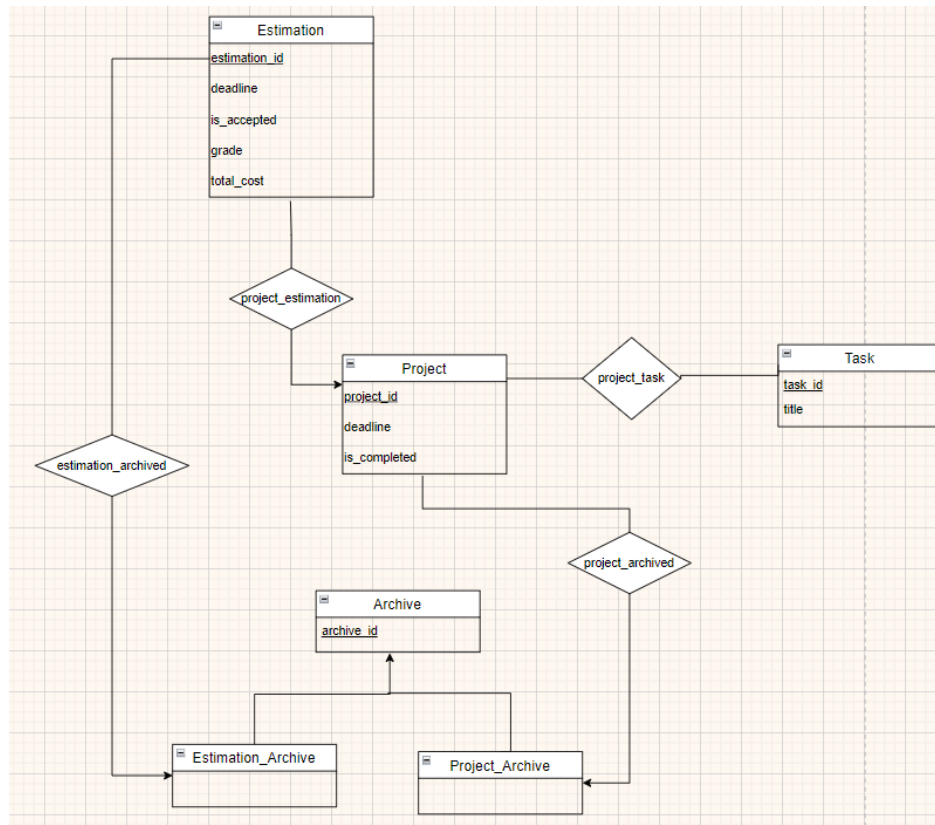 Estimation
estimation_id
deadline
is_accepted
grade
total_cost
project_estimation
Project
project_id
deadline
is_completed
project_task
Task
task_id
title
estimation_archived
project_archived
Archive
archive_id
Estimation_Archive
Project_Archive